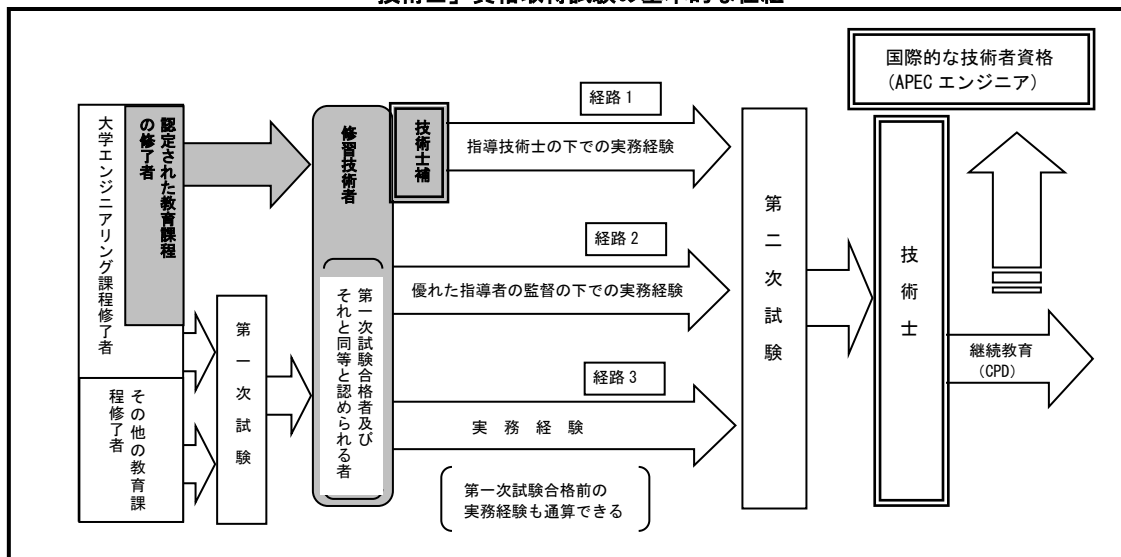 技術士」資格取得試験の基本的な仕組
国際的な技術者資格
(APEC エンジニア)
大学エンジニアリング課程修了者
認定された教育課程
の修了者
その他の教育課
程修了者
第一次試験
修習技術者
第一次試験合格者及び
それと同等と認められる者
技術士補
経路 1
指導技術士の下での実務経験
経路 2
優れた指導者の監督の下での実務経験
経路 3
実務経験
第一次試験合格前の
実務経験も通算できる
第二次試験
技術士
継続教育
(CPD)